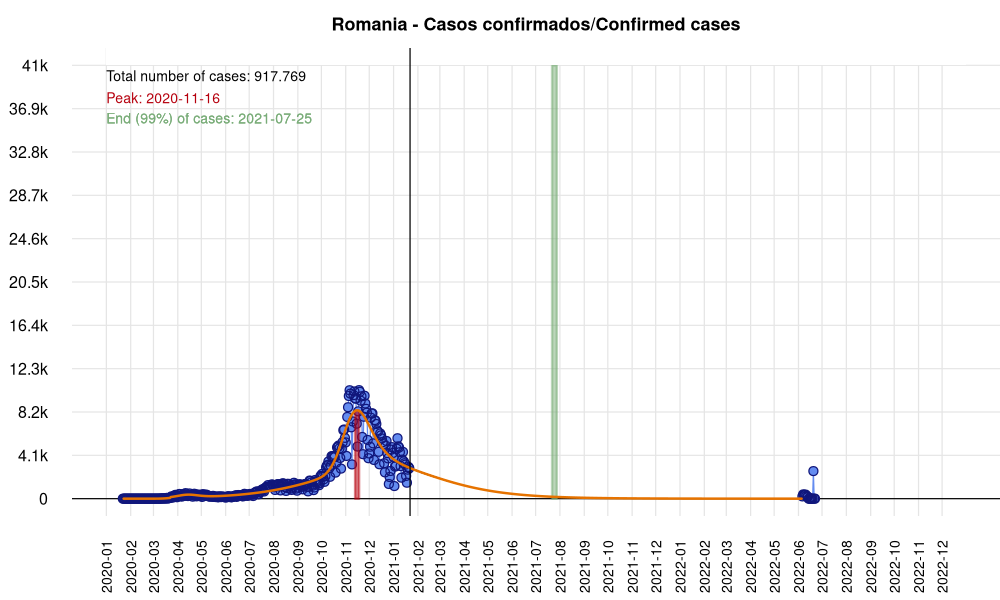 Romania - Casos confirmados/Confirmed cases
41k
36.9k
32.8k
28.7k
24.6k
20.5k
16.4k
12.3k
8.2k
4.1k
0
Total number of cases: 917.769
Peak: 2020-11-16
End (99%) of cases: 2021-07-25
2020-01
2020-02
2020-03
2020-04
2020-05
2020-06
2020-07
2020-08
2020-09
2020-10
2020-11
2020-12
2021-01
2021-02
2021-03
2021-04
2021-05
2021-06
2021-07
2021-08
2021-09
2021-10
2021-11
2021-12
2022-01
2022-02
2022-03
2022-04
2022-05
2022-06
2022-07
2022-08
2022-09
2022-10
2022-11
2022-12